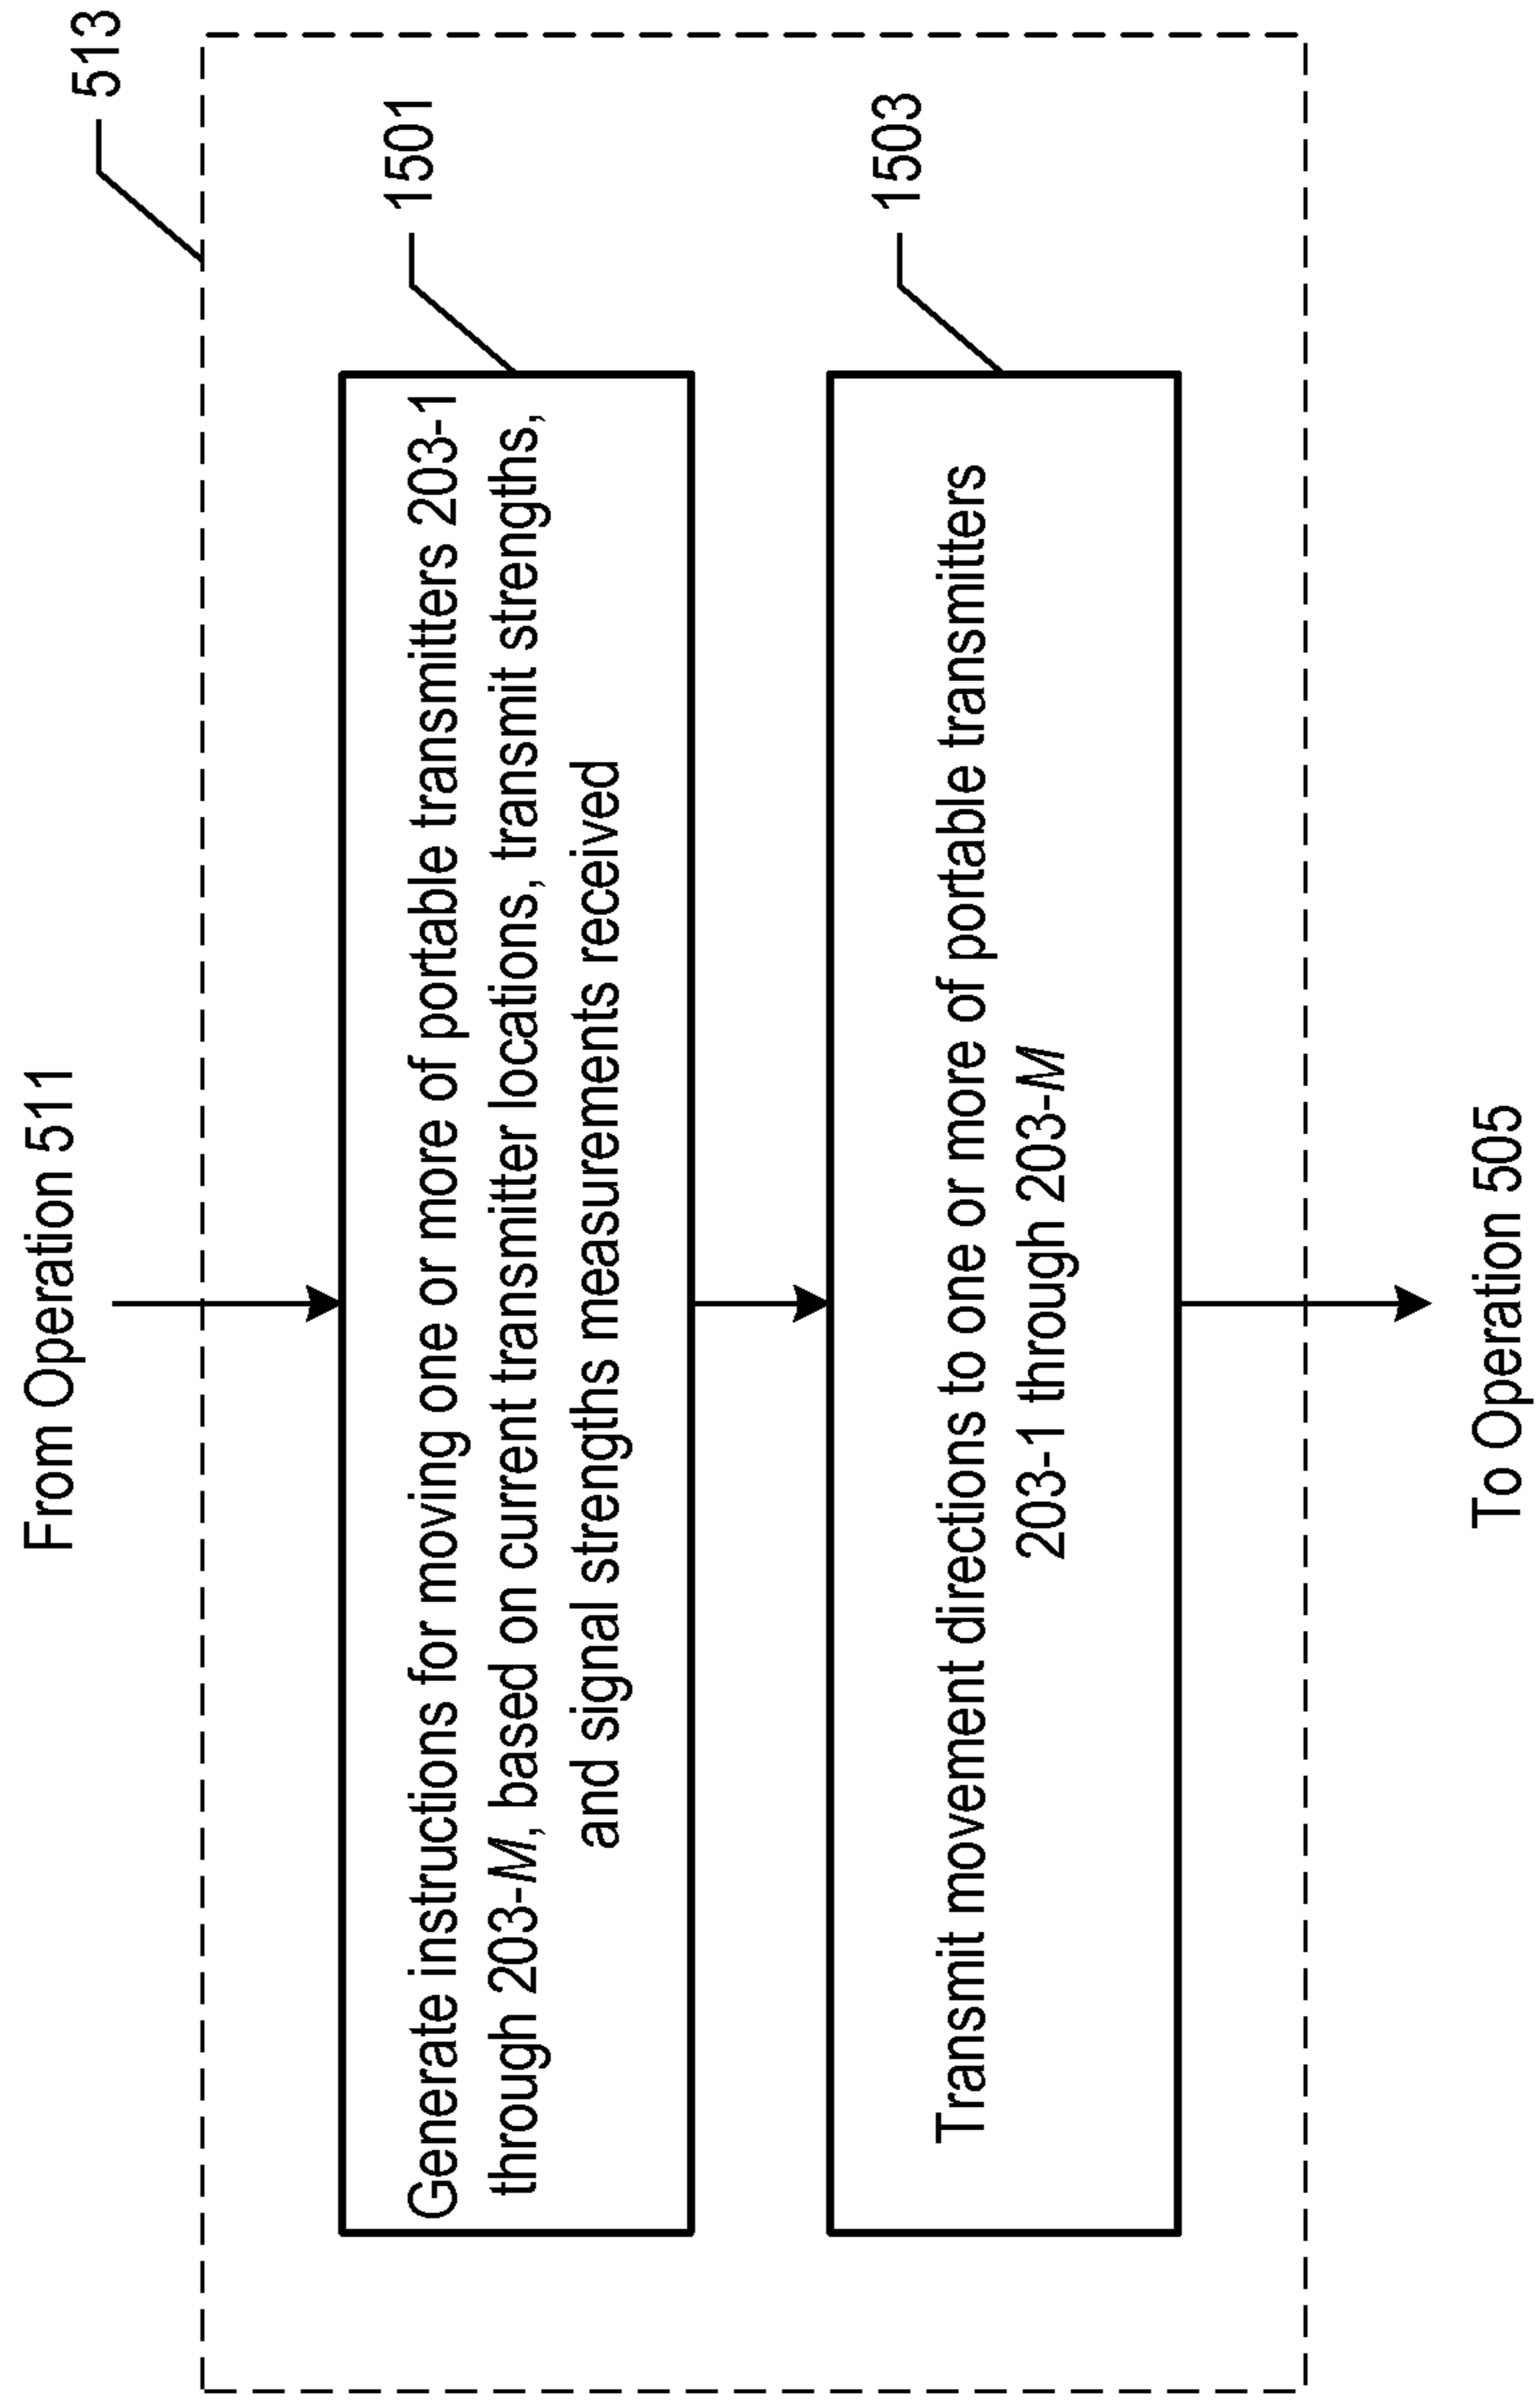 From Operation 511
513
1501
Generate instructions for moving one or more of portable transmitters 203-1
through 203-M, based on current transmitter locations, transmit strengths,
and signal strengths measurements received
1503
Transmit movement directions to one or more of portable transmitters
203-1 through 203-M
To Operation 505